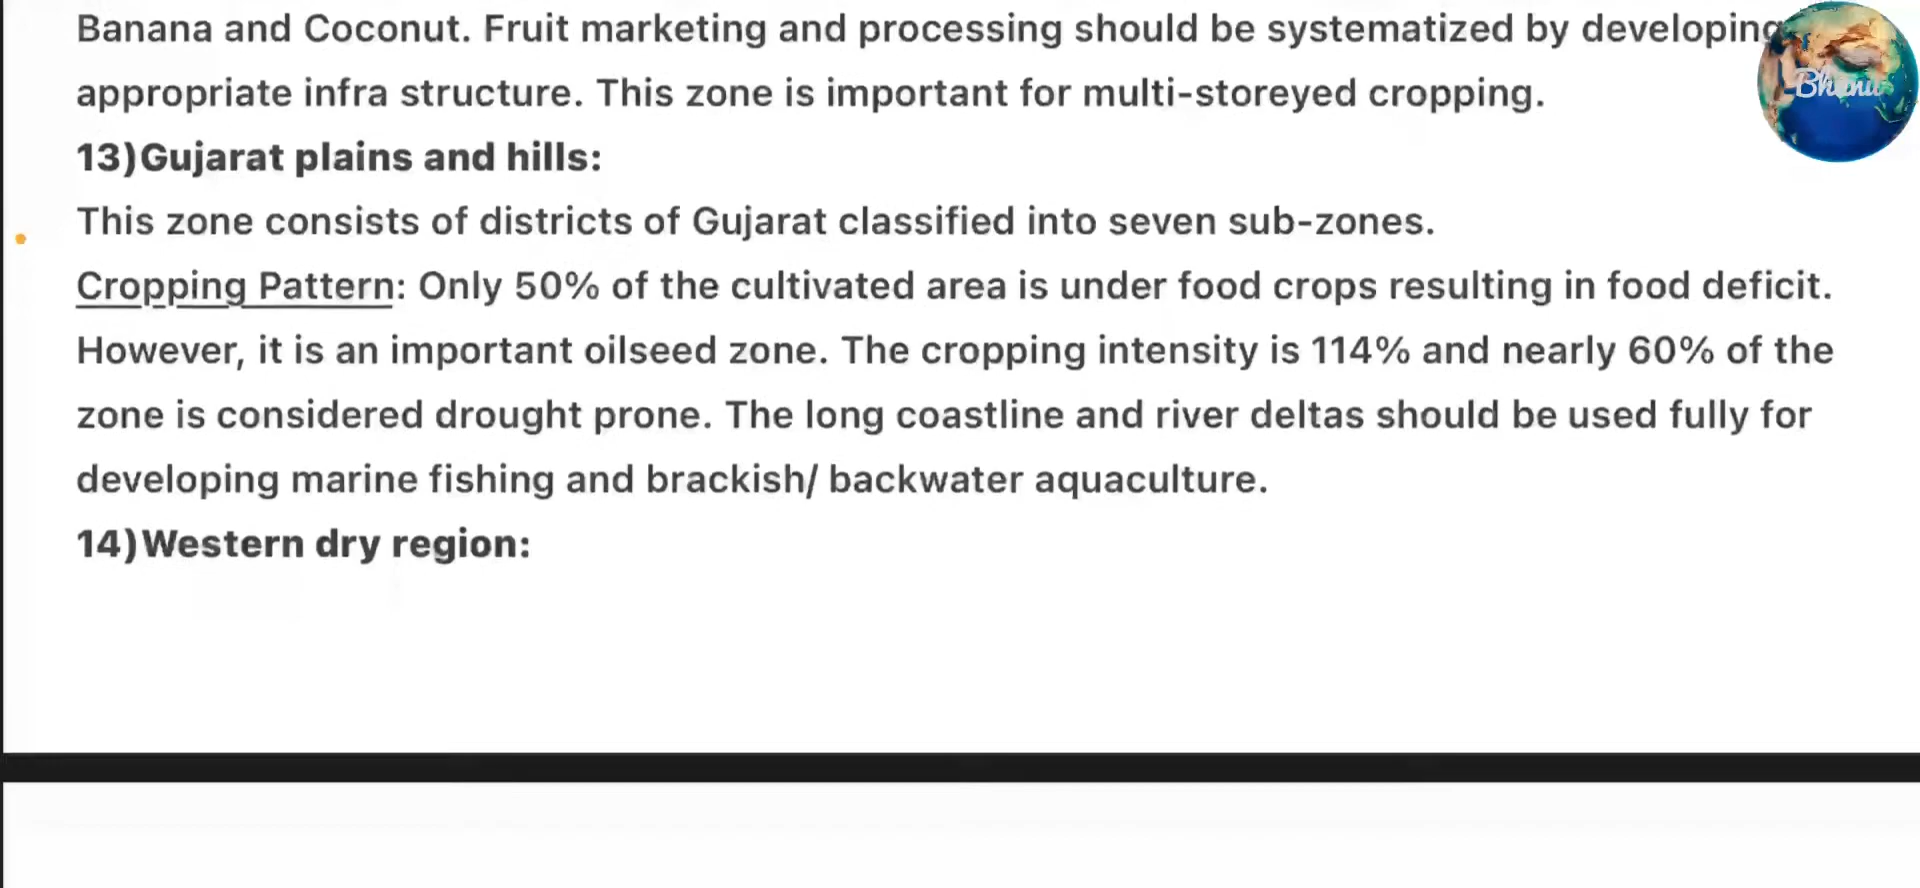 Banana and Coconut. Fruit marketing and processing should be systematized by developing
appropriate infra structure. This zone is important for multi-storeyed cropping.
13)Gujarat plains and hills:
This zone consists of districts of Gujarat classified into seven sub-zones.
Cropping Pattern: Only 50% of the cultivated area is under food crops resulting in food deficit.
However, it is an important oilseed zone. The cropping intensity is 114% and nearly 60% of the
zone is considered drought prone. The long coastline and river deltas should be used fully for
developing marine fishing and brackish/ backwater aquaculture.
14)Western dry region:
Bhanu